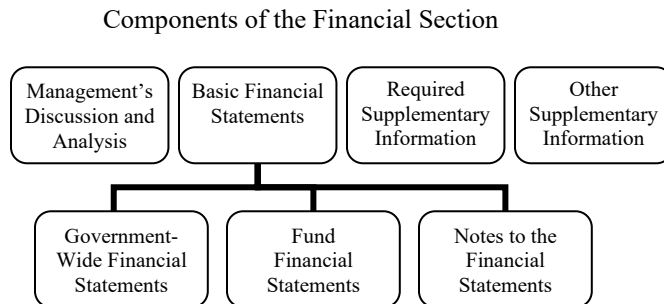 Components of the Financial Section
Management’s
Discussion and
Analysis
Basic Financial
Statements
Required
Supplementary
Information
Other
Supplementary
Information
Government-
Wide Financial
Statements
Fund
Financial
Statements
Notes to the
Financial
Statements